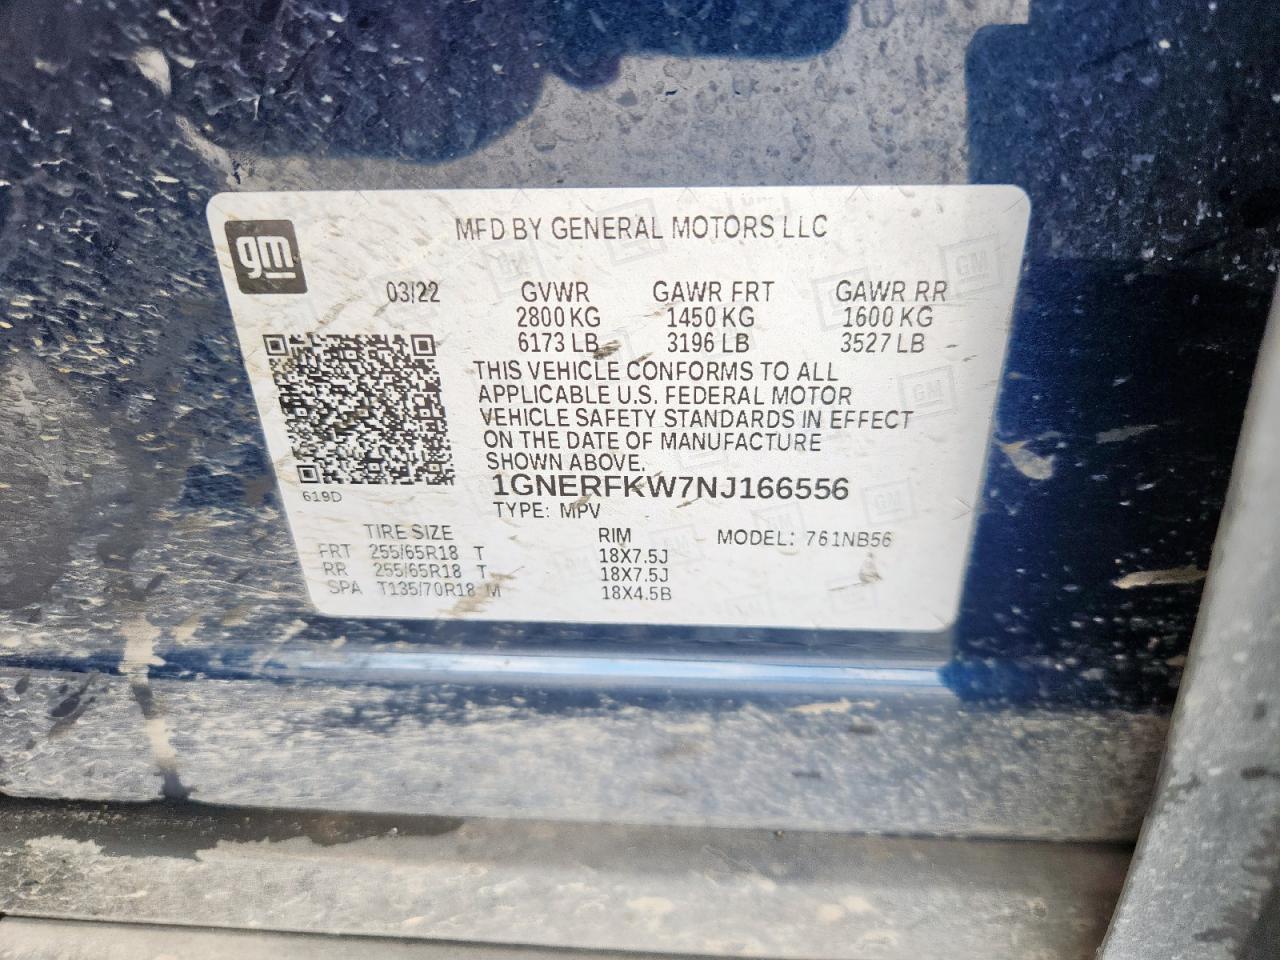 gm
MFD BY GENERAL MOTORS LLC
03/22 GVWR GAWR FRT GAWR RR
2800 KG 1450 KG 1600 KG
6173 LB 3196 LB 3527 LB
THIS VEHICLE CONFORMS TO ALL
APPLICABLE U.S. FEDERAL MOTOR
VEHICLE SAFETY STANDARDS IN EFFECT
ON THE DATE OF MANUFACTURE
SHOWN ABOVE.
1GNERFKW7NJ166556
619D
TYPE: MPV
TIRE SIZE RIM MODEL: 761NB56
FRT 255/65R18 T 18X7.5J
RR 255/65R18 T 18X7.5J
SPA T135/70R18 M 18X4.5B